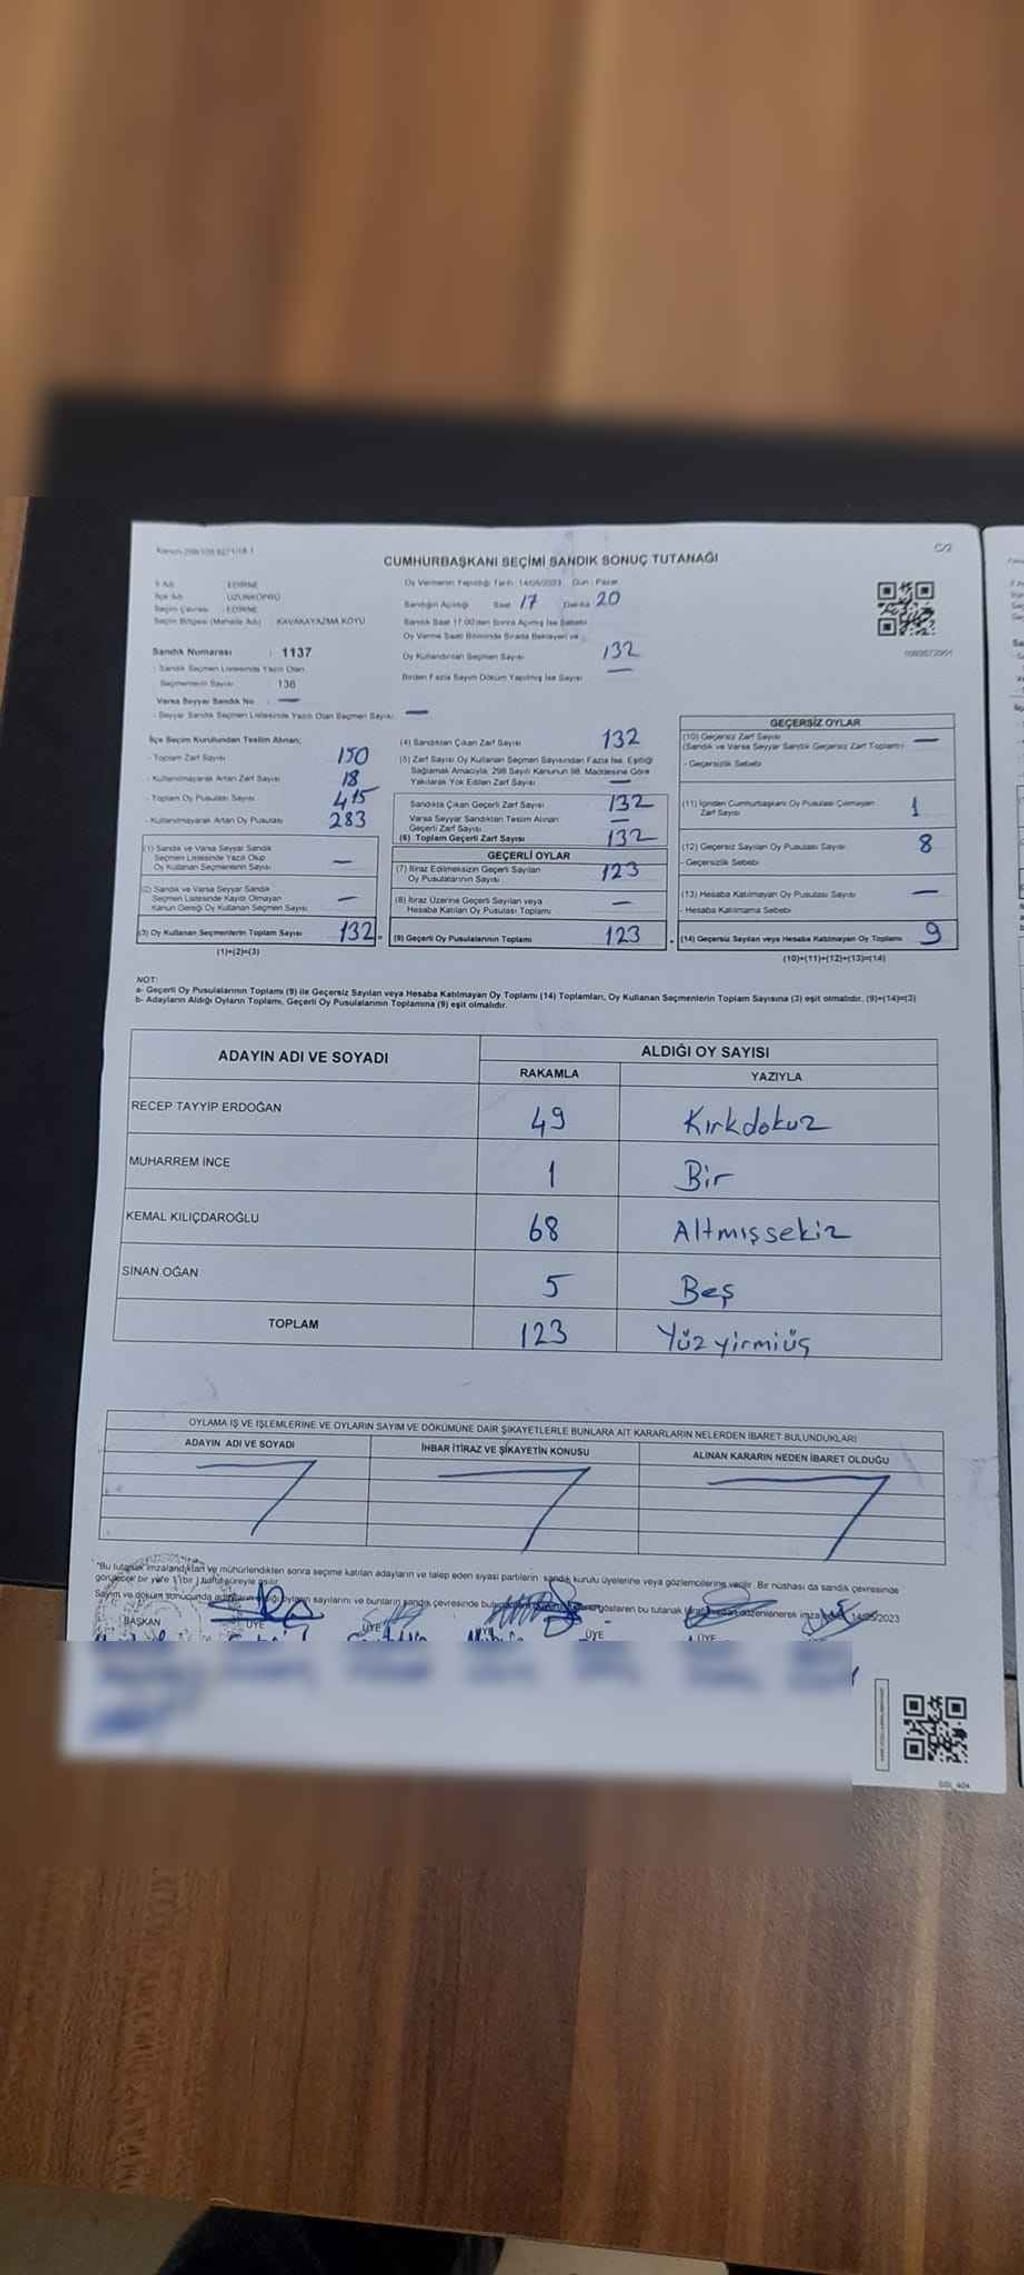 C/2
CUMHURBAŞKANI SEÇİMİ SANDIK SONUÇ TUTANAĞI
İl Adı : EDİRNE
İlçe Adı : UZUNKÖPRÜ
Seçim Çevresi : EDİRNE
Seçim Bölgesi (Mahalle Adı) : KAVAKAYAZMA KÖYÜ
Oy Vermenin Yapıldığı Tarih : 14/05/2023 Gün : Pazar
Sandığın Açıldığı Saat 17 Dakika 20
Sandık Saat 17.00'den Sonra Açılmış İse Sebebi
Oy Verme Saati Bitiminde Sırada Bekleyen ve
Sandık Numarası : 1137
Oy Kullandırılan Seçmen Sayısı 132
- Sandık Seçmen Listesinde Yazılı Olan
Seçmenlerin Sayısı : 136
Birden Fazla Sayım Döküm Yapılmış İse Sayısı —
Varsa Seyyar Sandık No : —
- Seyyar Sandık Seçmen Listesinde Yazılı Olan Seçmen Sayısı : —
İlçe Seçim Kurulundan Teslim Alınan;
- Toplam Zarf Sayısı 150
- Kullanılmayarak Artan Zarf Sayısı 18
- Toplam Oy Pusulası Sayısı 415
- Kullanılmayarak Artan Oy Pusulası 283
(1) Sandık ve Varsa Seyyar Sandık
Seçmen Listesinde Yazılı Olup
Oy Kullanan Seçmenlerin Sayısı —
(2) Sandık ve Varsa Seyyar Sandık
Seçmen Listesinde Kayıtlı Olmayan
Kanun Gereği Oy Kullanan Seçmen Sayısı —
(3) Oy Kullanan Seçmenlerin Toplam Sayısı 132
(1)+(2)=(3)
(4) Sandıktan Çıkan Zarf Sayısı 132
(5) Zarf Sayısı Oy Kullanan Seçmen Sayısından Fazla İse, Eşitliği
Sağlamak Amacıyla, 298 Sayılı Kanunun 98. Maddesine Göre
Yakılarak Yok Edilen Zarf Sayısı —
Sandıkta Çıkan Geçerli Zarf Sayısı 132
Varsa Seyyar Sandıktan Teslim Alınan
Geçerli Zarf Sayısı —
(6) Toplam Geçerli Zarf Sayısı 132
GEÇERLİ OYLAR
(7) İtiraz Edilmeksizin Geçerli Sayılan
Oy Pusulalarının Sayısı 123
(8) İtiraz Üzerine Geçerli Sayılan veya
Hesaba Katılan Oy Pusulası Toplamı —
(9) Geçerli Oy Pusulalarının Toplamı 123
GEÇERSİZ OYLAR
(10) Geçersiz Zarf Sayısı
(Sandık ve Varsa Seyyar Sandık Geçersiz Zarf Toplamı) —
- Geçersizlik Sebebi
(11) İçinden Cumhurbaşkanı Oy Pusulası Çıkmayan
Zarf Sayısı 1
(12) Geçersiz Sayılan Oy Pusulası Sayısı 8
- Geçersizlik Sebebi
(13) Hesaba Katılmayan Oy Pusulası Sayısı —
- Hesaba Katılmama Sebebi
(14) Geçersiz Sayılan veya Hesaba Katılmayan Oy Toplamı 9
(10)+(11)+(12)+(13)=(14)
NOT:
a- Geçerli Oy Pusulalarının Toplamı (9) ile Geçersiz Sayılan veya Hesaba Katılmayan Oy Toplamı (14) Toplamları, Oy Kullanan Seçmenlerin Toplam Sayısına (3) eşit olmalıdır. (9)+(14)=(3)
b- Adayların Aldığı Oyların Toplamı, Geçerli Oy Pusulalarının Toplamına (9) eşit olmalıdır.
ADAYIN ADI VE SOYADI
ALDIĞI OY SAYISI
RAKAMLA YAZIYLA
RECEP TAYYİP ERDOĞAN 49 Kırkdokuz
MUHARREM İNCE 1 Bir
KEMAL KILIÇDAROĞLU 68 Altmışsekiz
SİNAN OĞAN 5 Beş
TOPLAM 123 Yüz yirmiüç
OYLAMA İŞ VE İŞLEMLERİNE VE OYLARIN SAYIM VE DÖKÜMÜNE DAİR ŞİKAYETLERLE BUNLARA AİT KARARLARIN NELERDEN İBARET BULUNDUKLARI
ADAYIN ADI VE SOYADI
İHBAR İTİRAZ VE ŞİKAYETİN KONUSU
ALINAN KARARIN NEDEN İBARET OLDUĞU
"Bu tutanak imzalandıktan ve mühürlendikten sonra seçime katılan adayların ve talep eden siyasi partilerin sandık kurulu üyelerine veya gözlemcilerine verilir. Bir nüshası da sandık çevresinde
görülecek bir yere 1 (bir) hafta süreyle asılır.
Sayım ve döküm sonucunda adayların aldığı oyların sayılarını ve bunların sandık çevresinde gösteren bu tutanak düzenlenerek imza 14/05/2023
BAŞKAN ÜYE ÜYE ÜYE ÜYE ÜYE